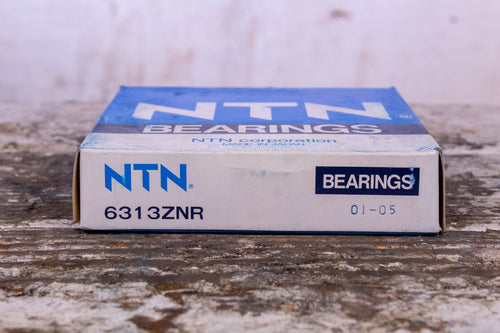 NTN®
BEARINGS
NTN corporation
MADE IN JAPAN
NTN®
BEARINGS
6313ZNR
01-05